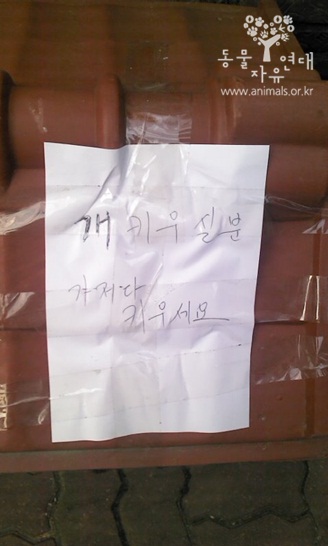 동물
자유 연대
www.animals.or.kr
개 키우실분
가져다
키우세요